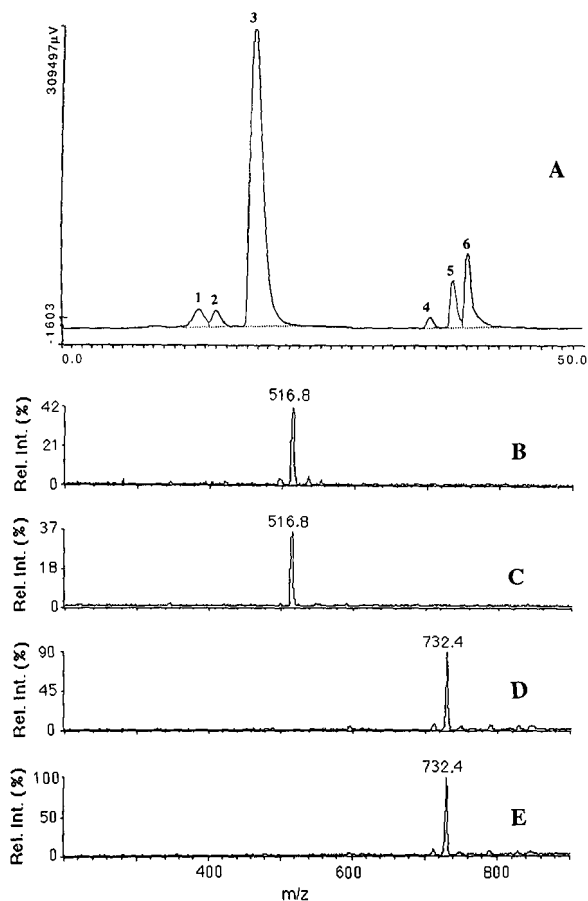 309497μV
-1603
3
1
2
4
5
6
A
0.0
50.0
516.8
Rel. Int. (%)
42
21
0
B
516.8
Rel. Int. (%)
37
18
0
C
732.4
Rel. Int. (%)
90
45
0
D
732.4
Rel. Int. (%)
100
50
0
E
400
600
800
m/z